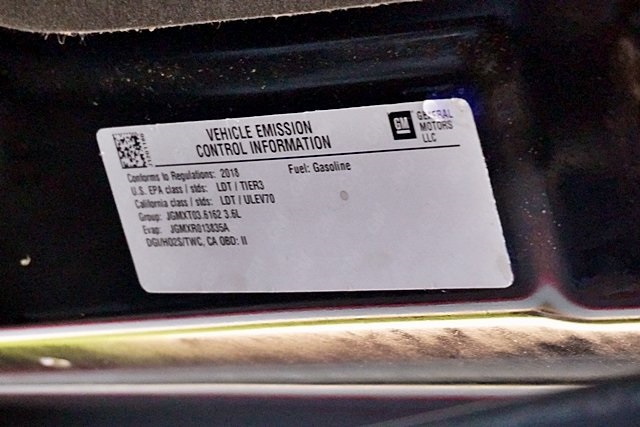 VEHICLE EMISSION
CONTROL INFORMATION
GM
GENERAL
MOTORS
LLC
Conforms to Regulations: 2018
Fuel: Gasoline
U.S. EPA class / stds: LDT / TIER3
California class / stds: LDT / ULEV70
Group: JGMXT03.6162 3.6L
Evap: JGMXR0133835A
DGI/HO2S/TWC, CA OBD: II